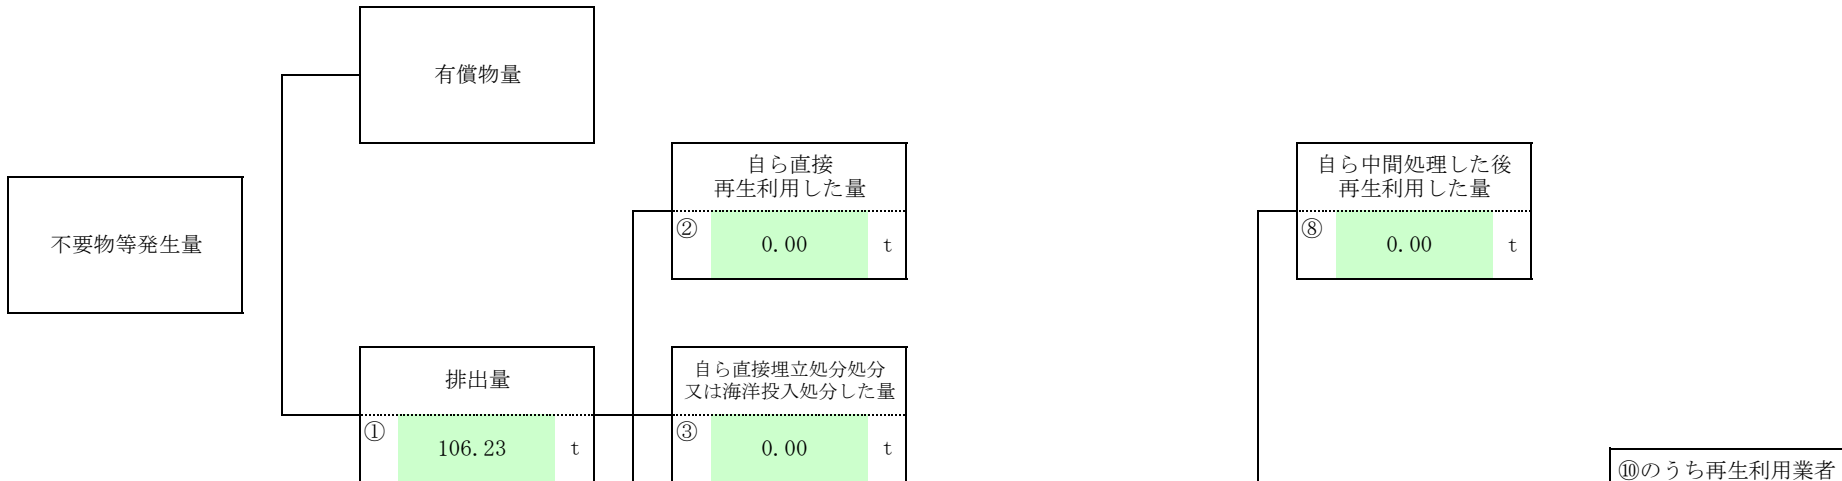 有償物量
自ら直接
再生利用した量
②
0.00
t
自ら中間処理した後
再生利用した量
⑧
0.00
t
不要物等発生量
排出量
①
106.23
t
自ら直接埋立処分処分
又は海洋投入処分した量
③
0.00
t
⑩のうち再生利用業者